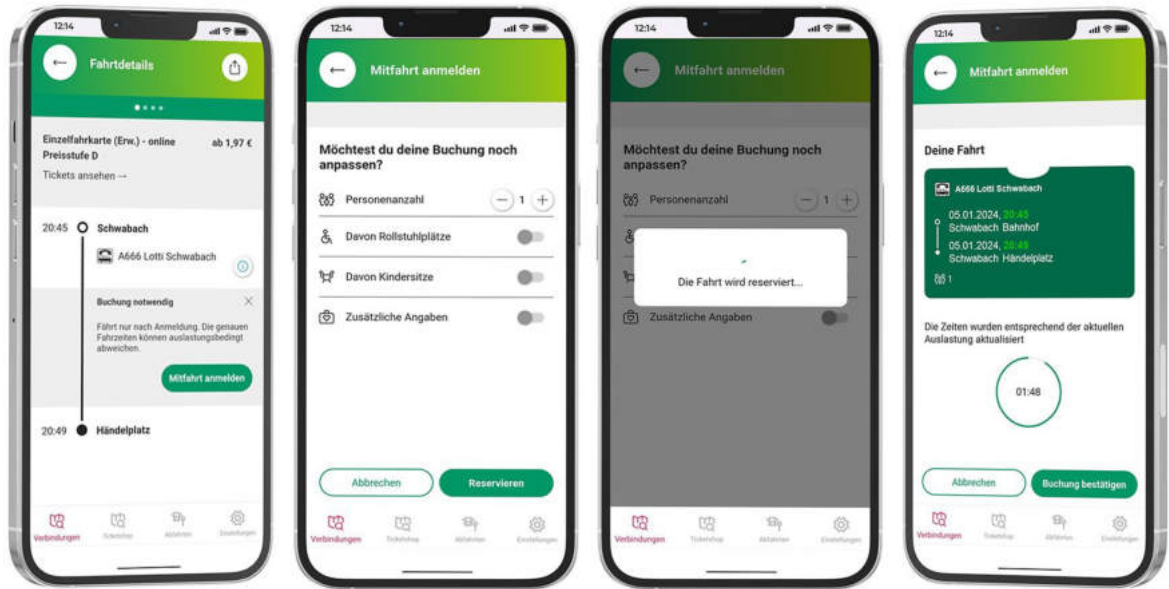 12:14
Fahrtdetails
Einzelfahrkarte (Erw.) - online
ab 1,97 €
Preisstufe D
Tickets ansehen →
20:45
Schwabach
A666 Lotti Schwabach
Buchung notwendig
Fährt nur nach Anmeldung. Die genauen
Fahrzeiten können auslastungsbedingt
abweichen.
Mitfahrt anmelden
20:49
Händelplatz
Verbindungen
Ticketshop
Abfahrten
Einstellungen
12:14
Mitfahrt anmelden
Möchtest du deine Buchung noch
anpassen?
Personenanzahl
1
Davon Rollstuhlplätze
Davon Kindersitze
Zusätzliche Angaben
Abbrechen
Reservieren
Verbindungen
Ticketshop
Abfahrten
Einstellungen
12:14
Mitfahrt anmelden
Möchtest du deine Buchung noch
anpassen?
Personenanzahl
1
Die Fahrt wird reserviert...
Zusätzliche Angaben
Verbindungen
Ticketshop
Abfahrten
Einstellungen
12:14
Mitfahrt anmelden
Deine Fahrt
A666 Lotti Schwabach
05.01.2024, 20:45
Schwabach Bahnhof
05.01.2024, 20:49
Schwabach Händelplatz
1
Die Zeiten wurden entsprechend der aktuellen
Auslastung aktualisiert
01:48
Abbrechen
Buchung bestätigen
Verbindungen
Ticketshop
Abfahrten
Einstellungen